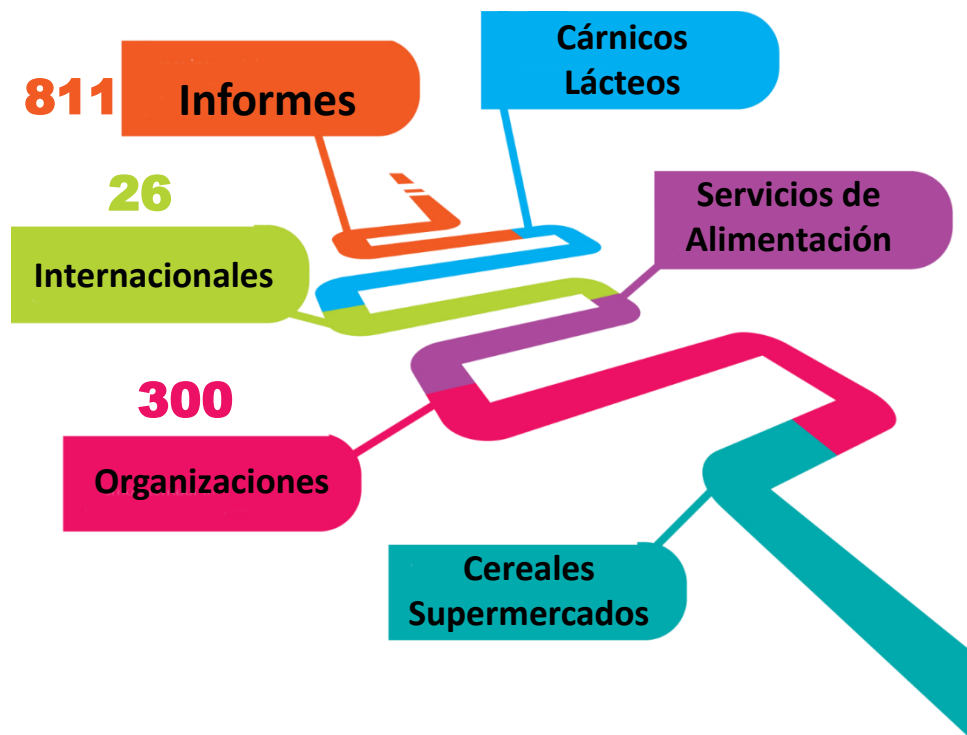 811
Informes
Cárnicos
Lácteos
26
Internacionales
Servicios de
Alimentación
300
Organizaciones
Cereales
Supermercados